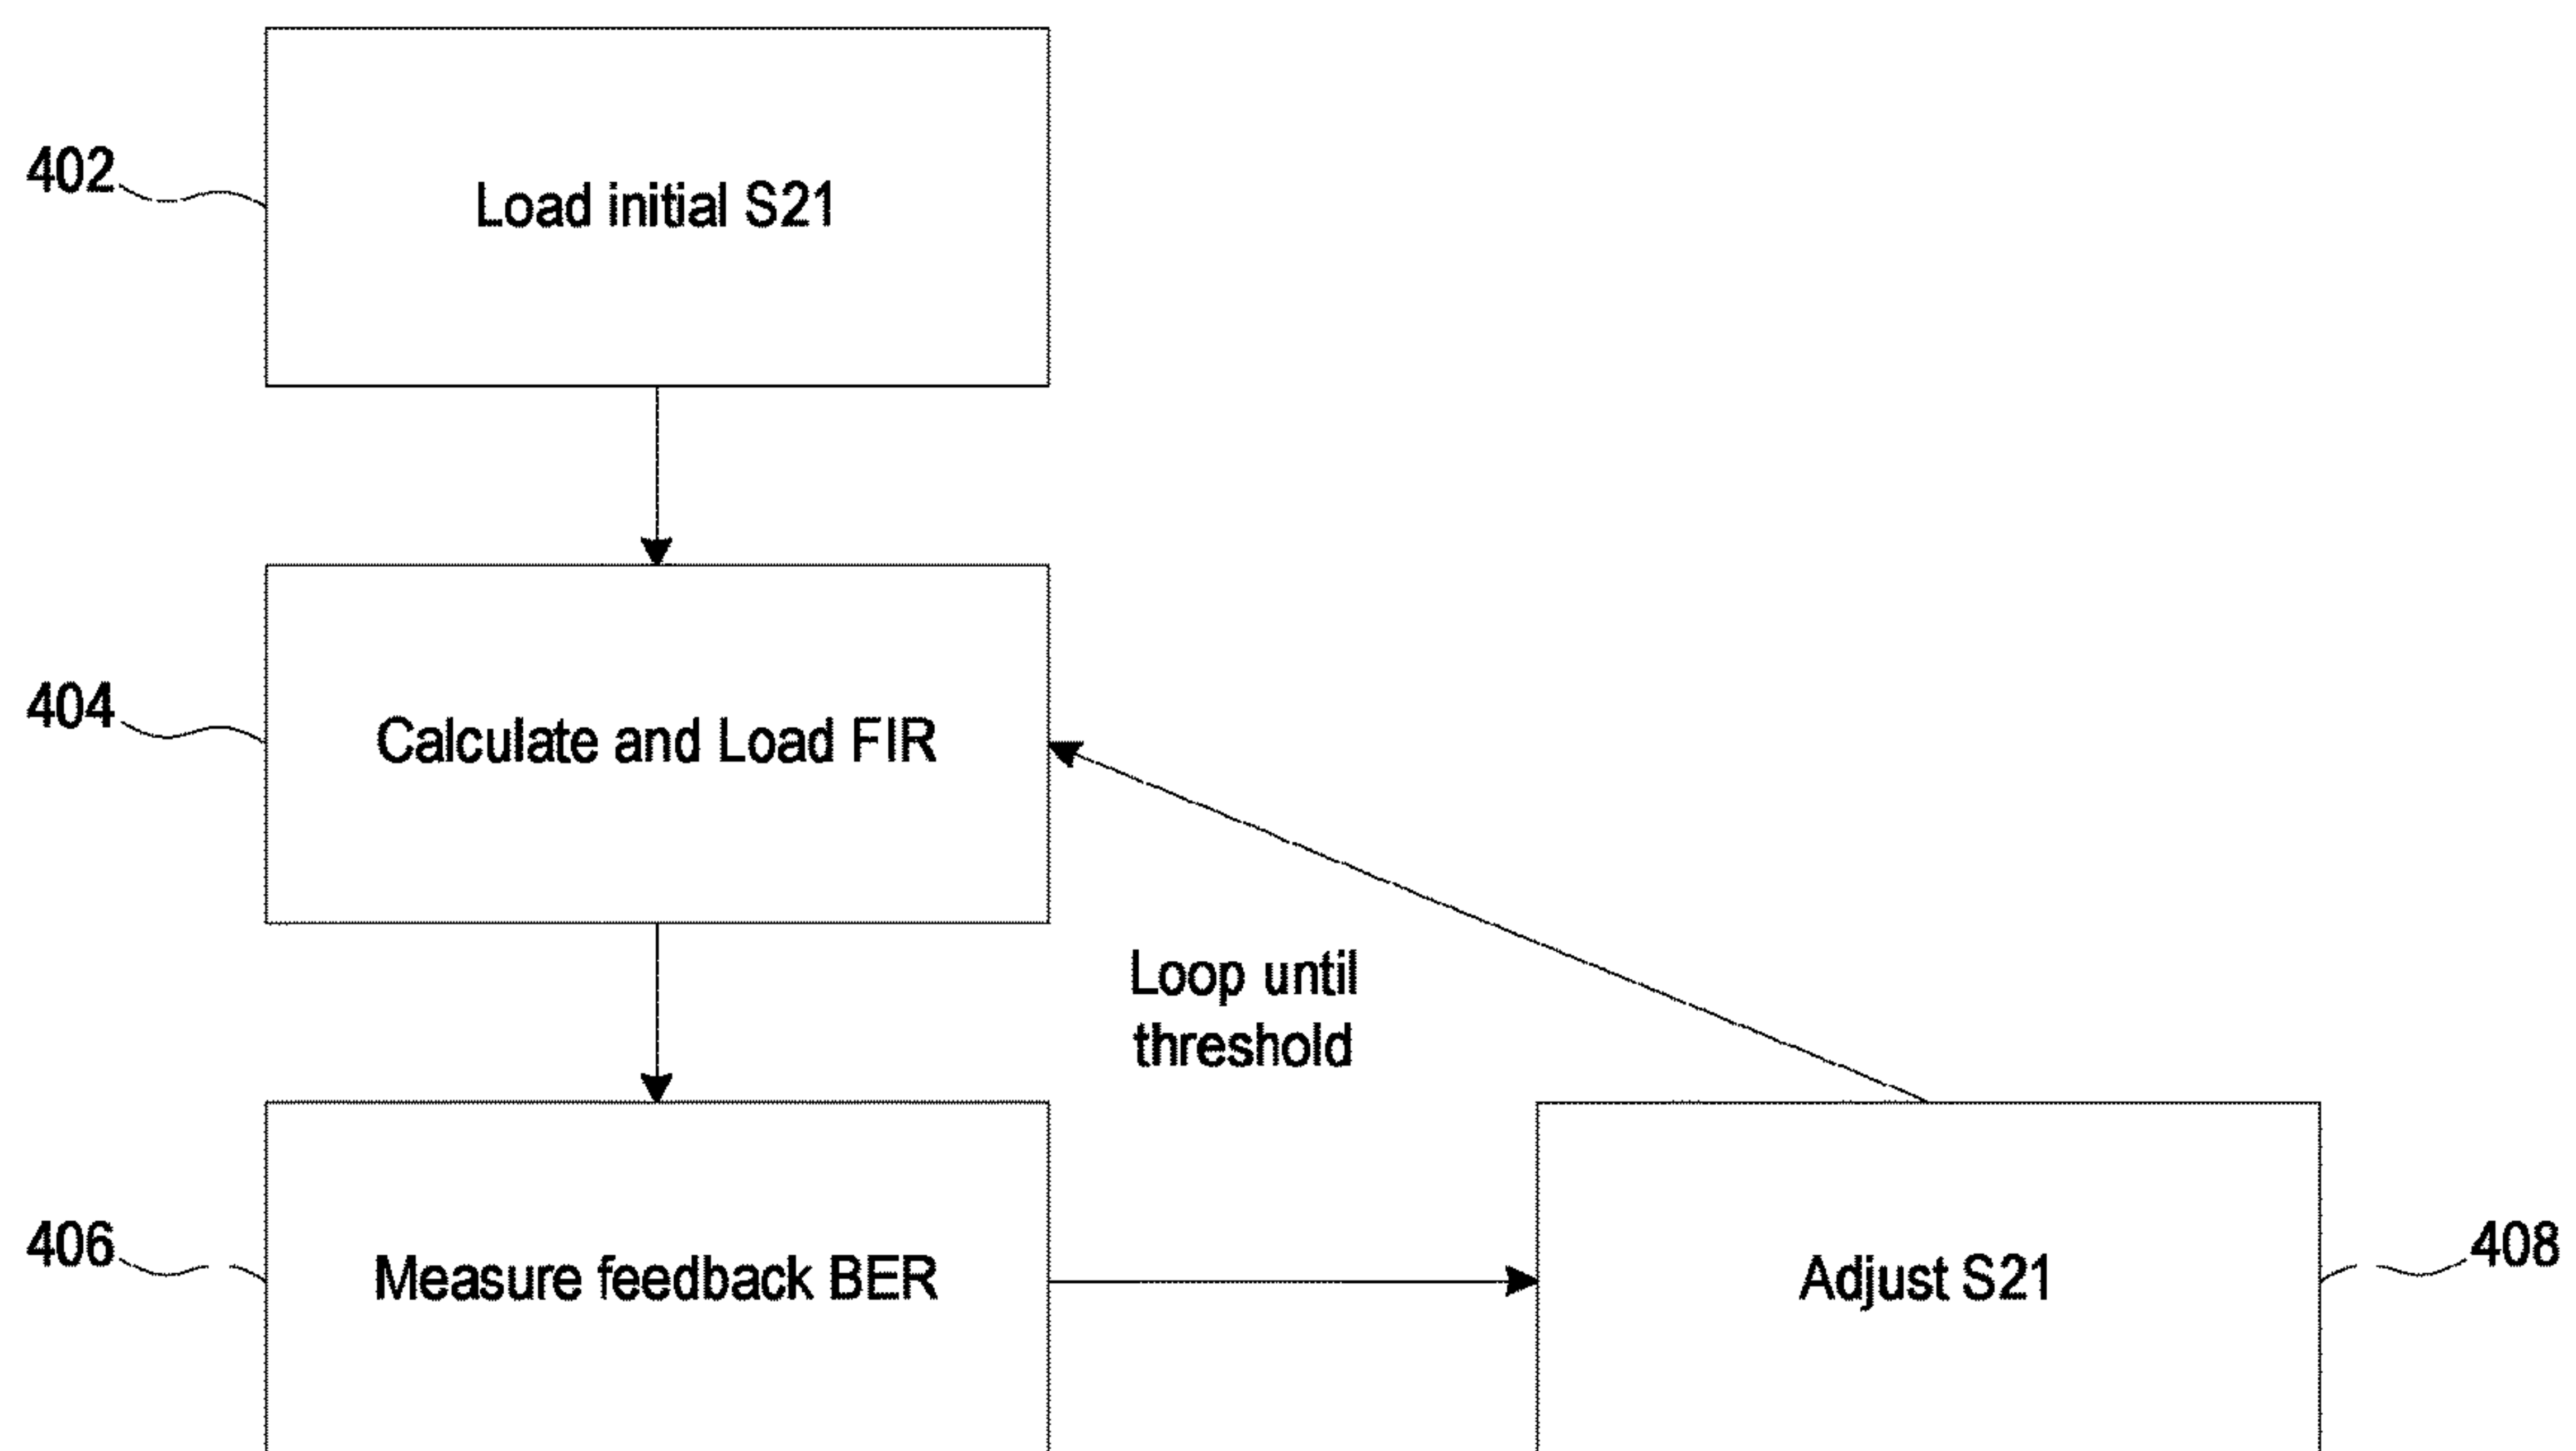 402
Load initial S21
404
Calculate and Load FIR
Loop until
threshold
406
Measure feedback BER
Adjust S21
408